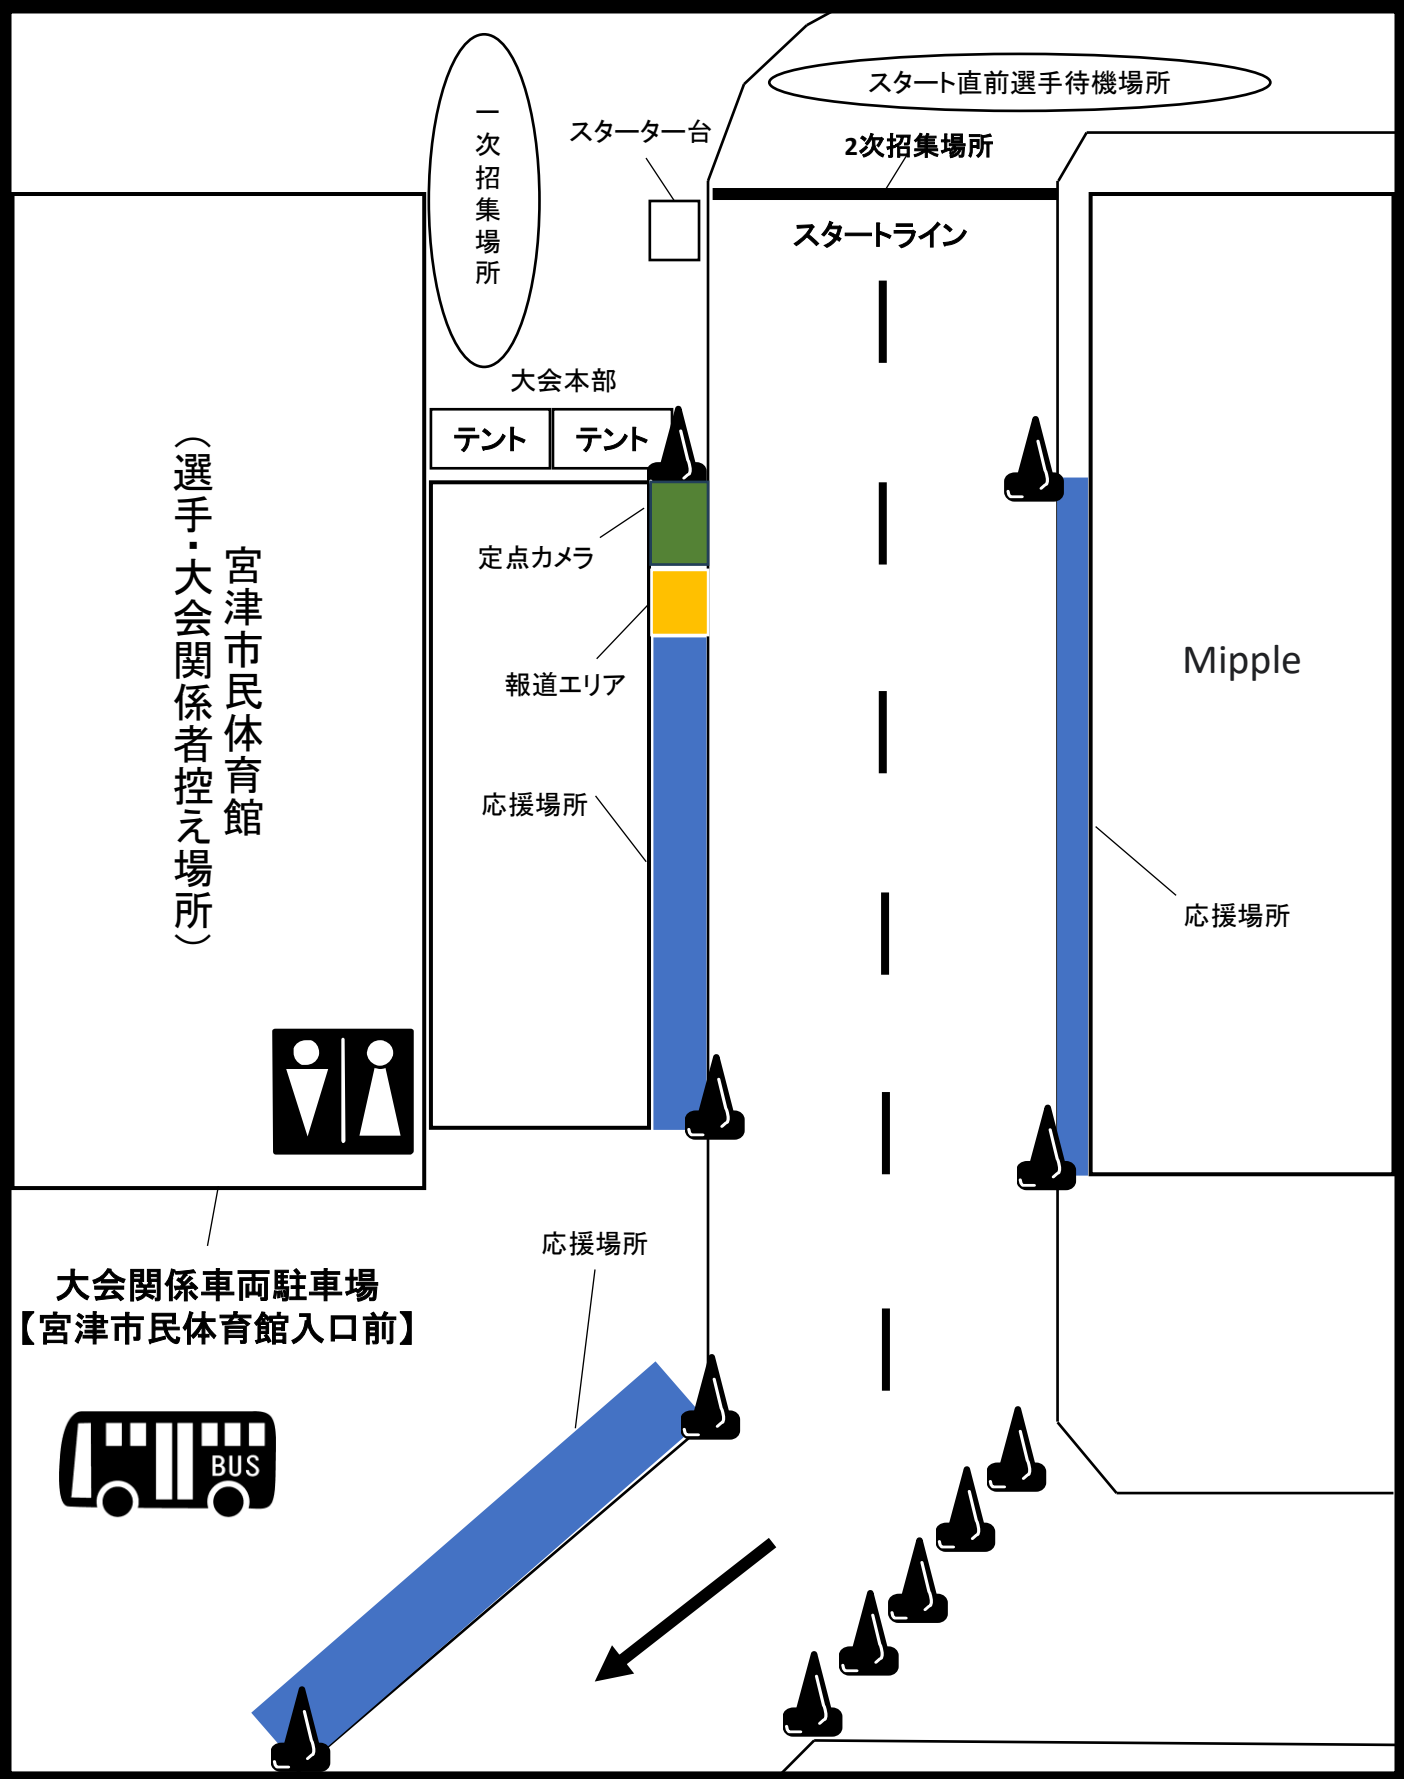 スタート直前選手待機場所
一次招集場所
スターター台
2次招集場所
スタートライン
大会本部
テント
テント
宮津市民体育館
（選手・大会関係者控え場所）
定点カメラ
報道エリア
Mipple
応援場所
応援場所
応援場所
大会関係車両駐車場
【宮津市民体育館入口前】
BUS